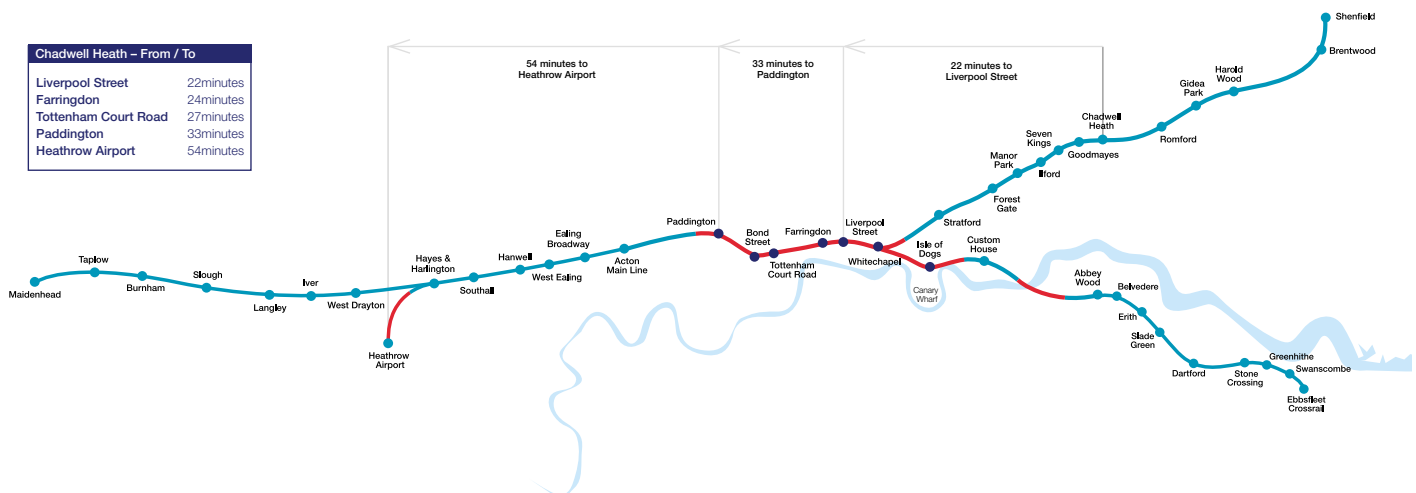 Chadwell Heath – From / To
Liverpool Street 22minutes
Farringdon 24minutes
Tottenham Court Road 27minutes
Paddington 33minutes
Heathrow Airport 54minutes
54 minutes to
Heathrow Airport
33 minutes to
Paddington
22 minutes to
Liverpool Street
Shenfield
Brentwood
Harold
Wood
Gidea
Park
Romford
Chadwell
Heath
Goodmayes
Seven
Kings
Ilford
Manor
Park
Forest
Gate
Stratford
Maidenhead
Taplow
Burnham
Slough
Langley
Iver
West Drayton
Hayes &
Harlington
Heathrow
Airport
Southall
Hanwell
West Ealing
Ealing
Broadway
Acton
Main Line
Paddington
Bond
Street
Tottenham
Court Road
Farringdon
Liverpool
Street
Whitechapel
Isle of
Dogs
Canary
Wharf
Custom
House
Abbey
Wood
Belvedere
Erith
Slade
Green
Dartford
Stone
Crossing
Greenhithe
Swanscombe
Ebbsfleet
Crossrail